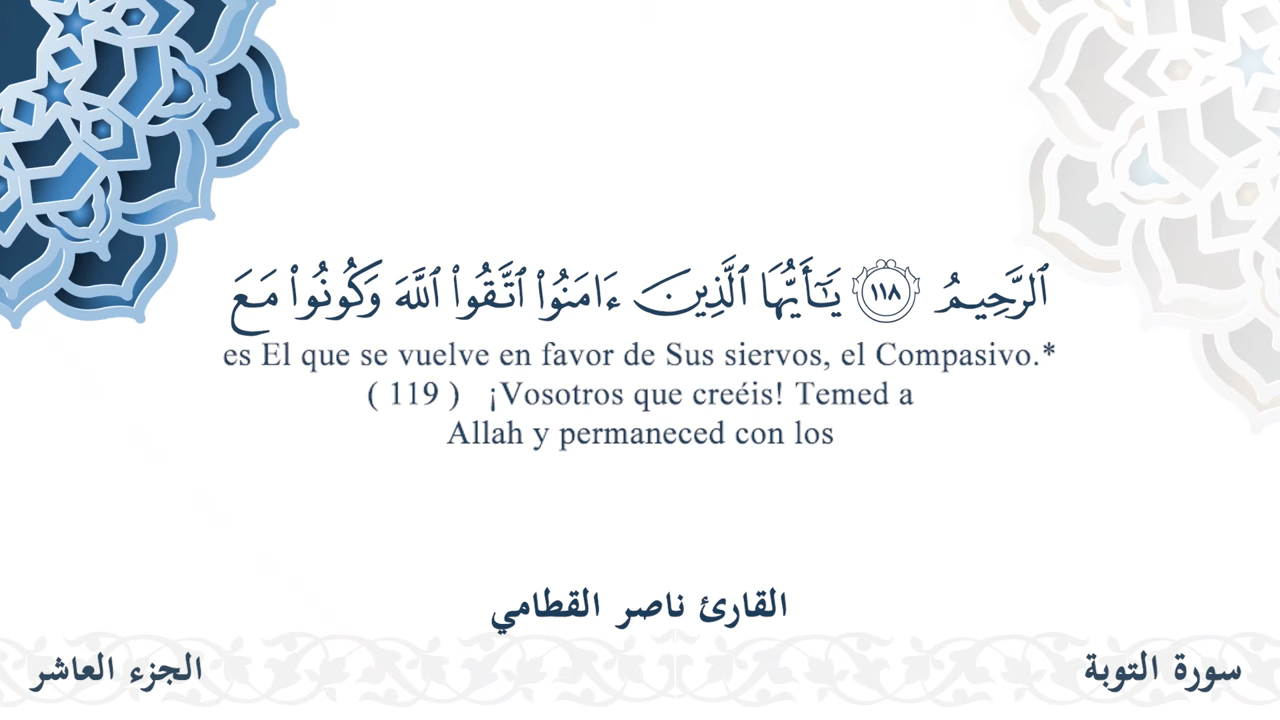 ٱلرَّحِيمُ ١١٨ يَـٰٓأَيُّهَا ٱلَّذِينَ ءَامَنُوا۟ ٱتَّقُوا۟ ٱللَّهَ وَكُونُوا۟ مَعَ
es El que se vuelve en favor de Sus siervos, el Compasivo.*
( 119 ) ¡Vosotros que creéis! Temed a
Allah y permaneced con los
القارئ ناصر القطامي
سورة التوبة
الجزء العاشر